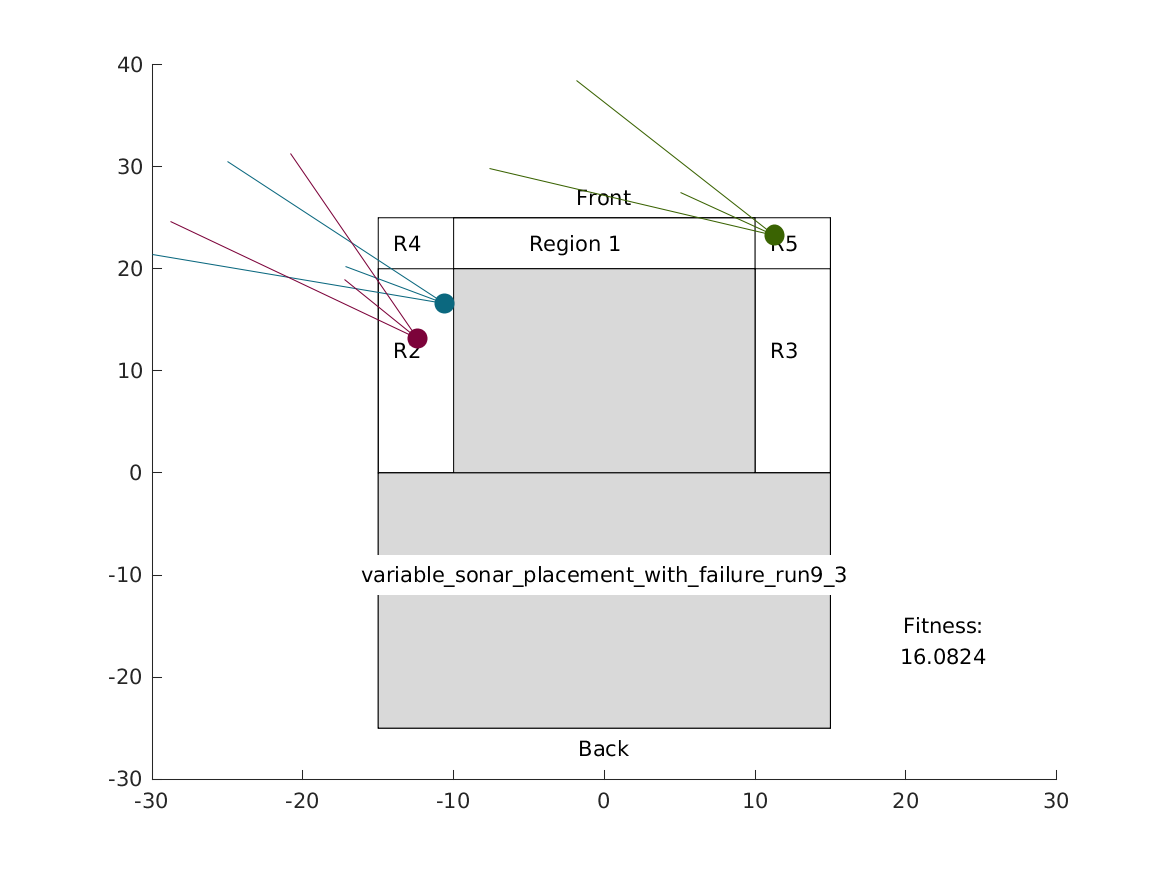 40
30
20
10
0
-10
-20
-30
-30
-20
-10
0
10
20
30
Front
R4
Region 1
R5
R2
R3
variable_sonar_placement_with_failure_run9_3
Fitness:
16.0824
Back